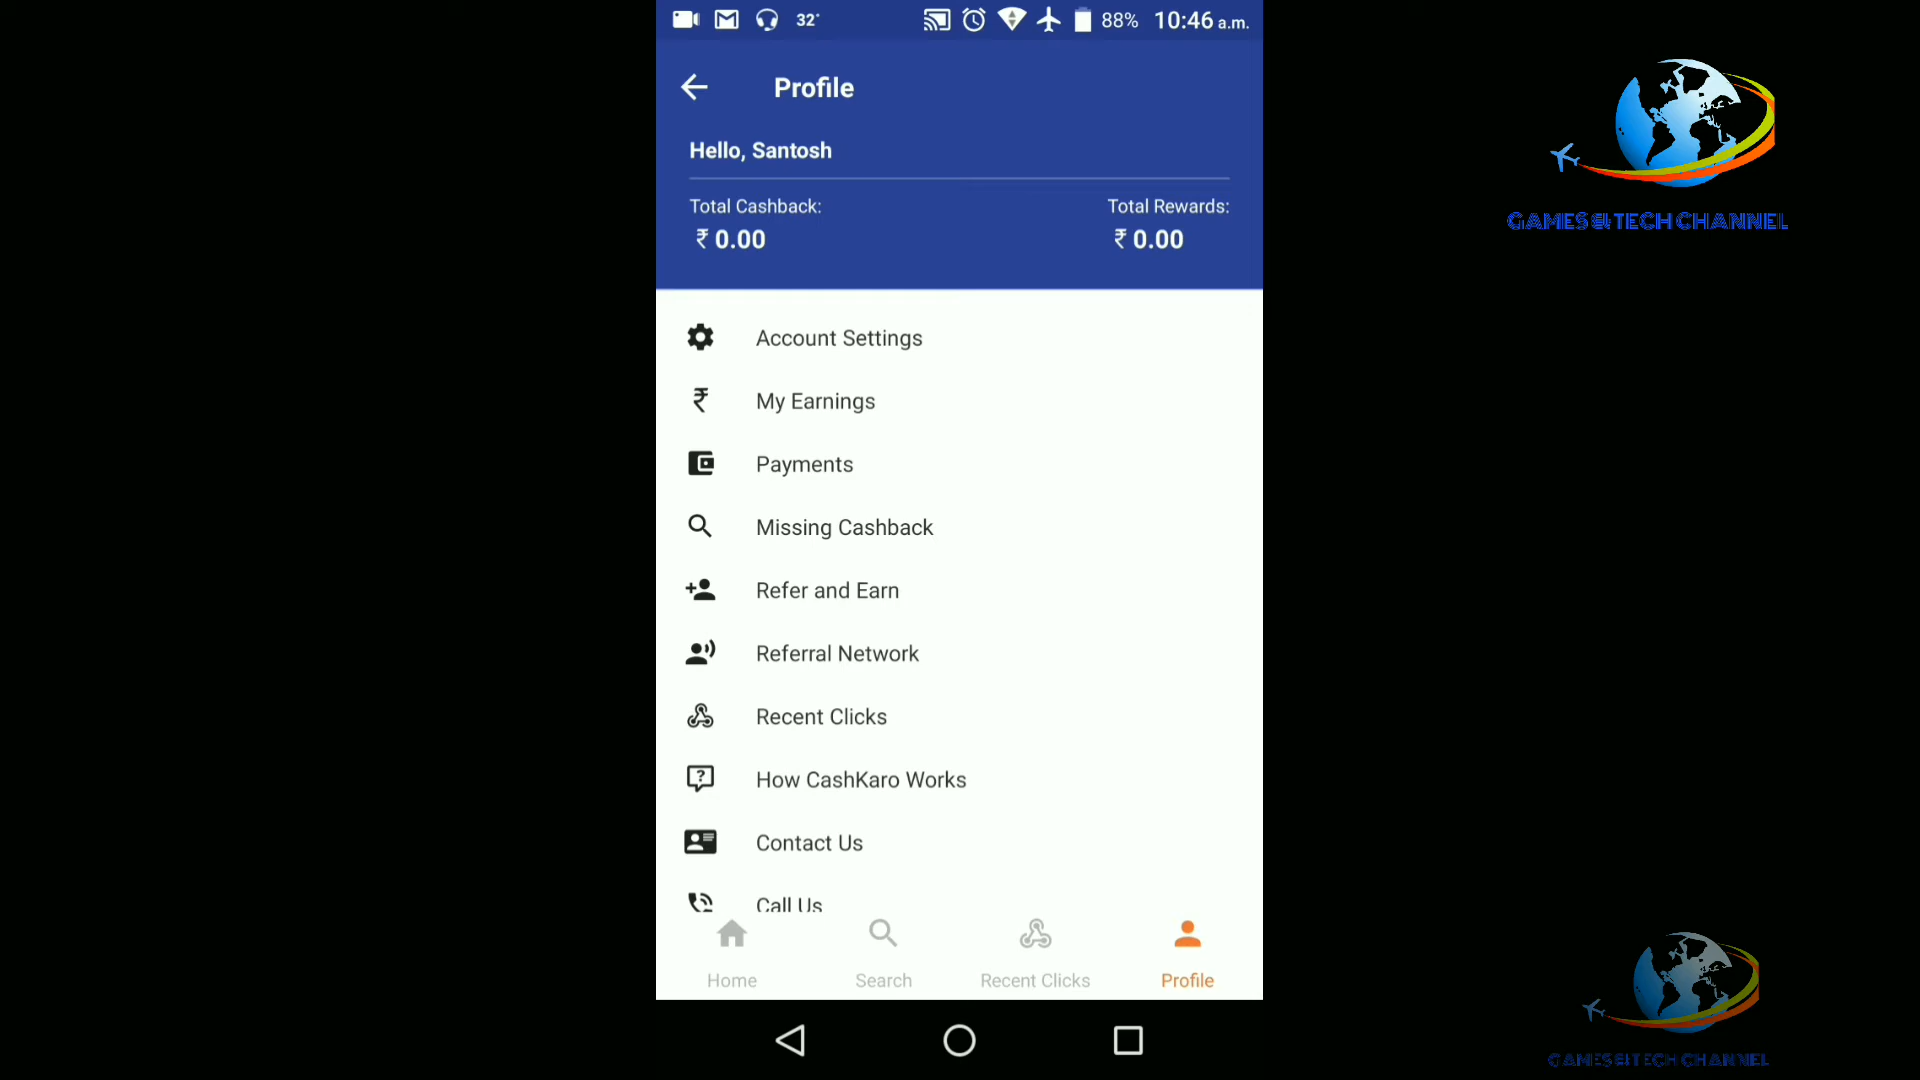 32°
88% 10:46 a.m.
Profile
Hello, Santosh
Total Cashback: Total Rewards:
₹ 0.00 ₹ 0.00
Account Settings
My Earnings
Payments
Missing Cashback
Refer and Earn
Referral Network
Recent Clicks
How CashKaro Works
Contact Us
Call Us
Home Search Recent Clicks Profile
GAMES & TECH CHANNEL
GAMES & TECH CHANNEL